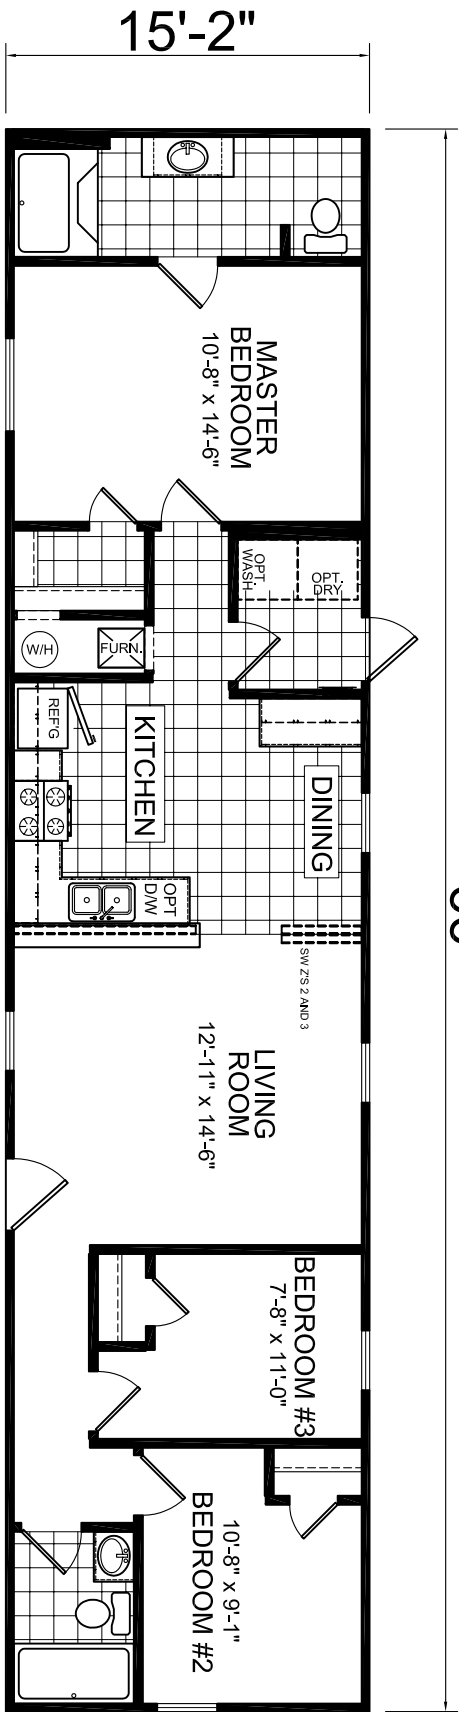 15'-2"
MASTER
BEDROOM
10'-8" x 14'-6"
OPT.
WASH
OPT.
DRY
W/H
FURN.
REF'G
KITCHEN
DINING
OPT
D/W
SW Z'S 2 AND 3
LIVING
ROOM
12'-11" x 14'-6"
BEDROOM #3
7'-8" x 11'-0"
10'-8" x 9'-1"
BEDROOM #2